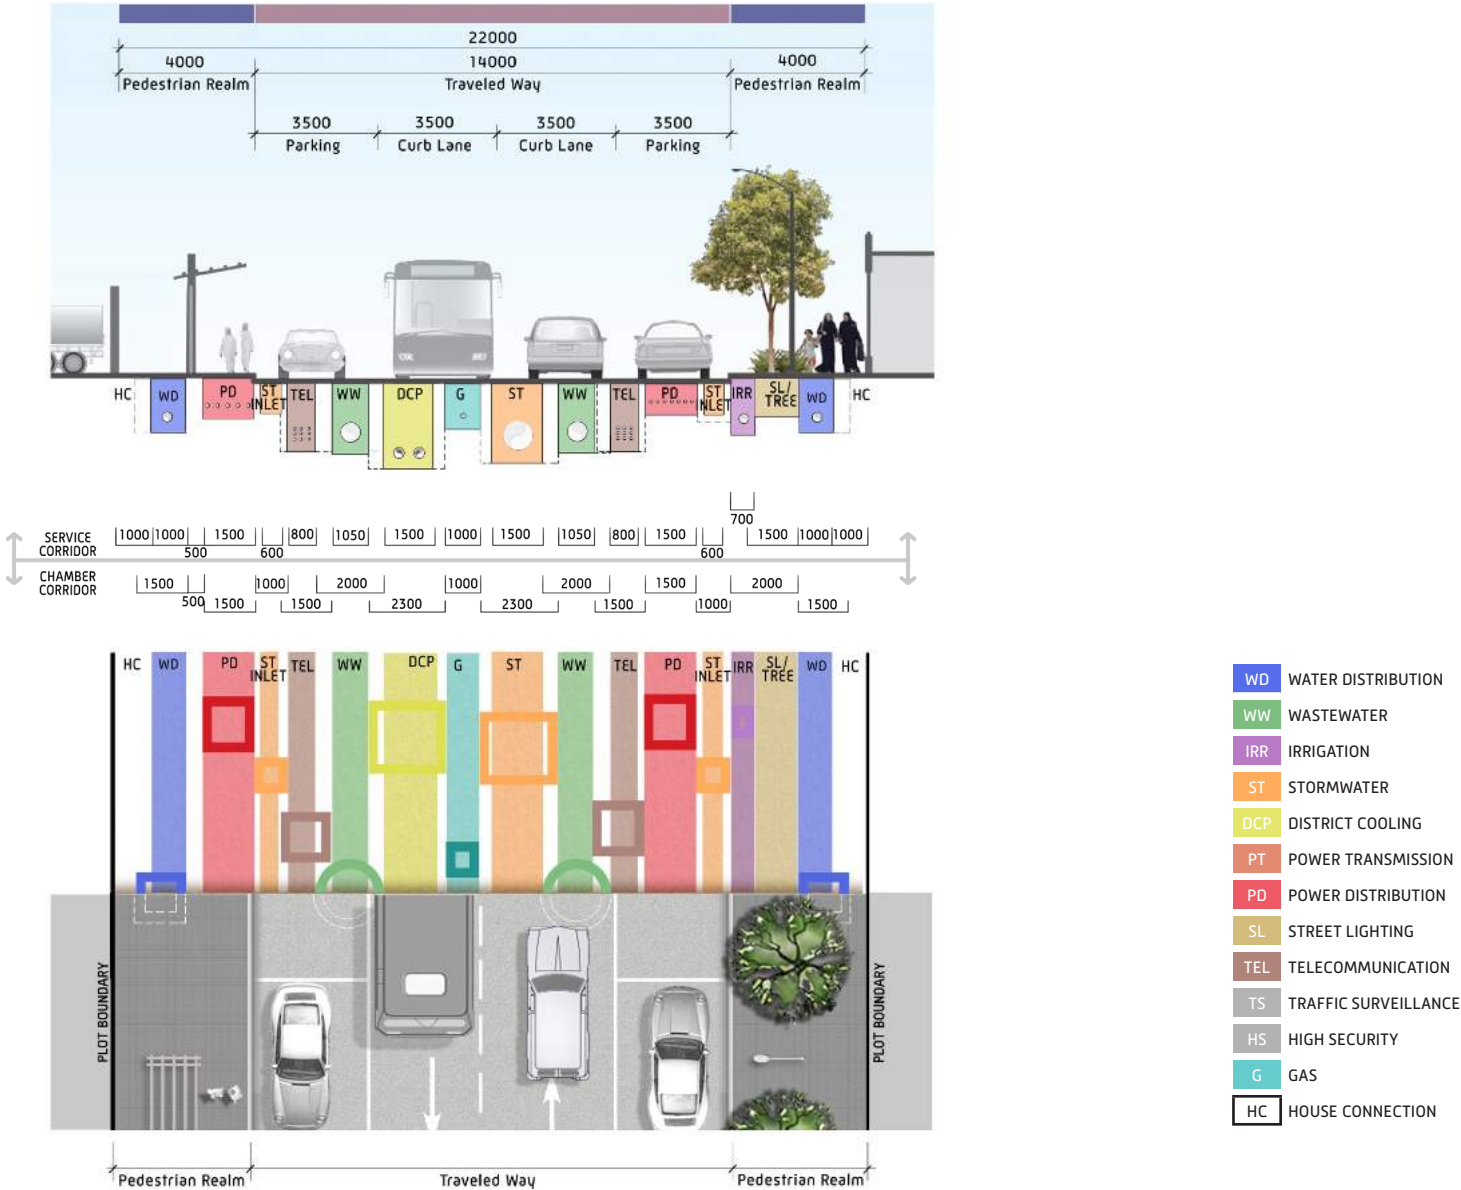 22000
4000 14000 4000
Pedestrian Realm Traveled Way Pedestrian Realm
3500 3500 3500 3500
Parking Curb Lane Curb Lane Parking
HC WD PD ST INLET TEL WW DCP G ST WW TEL PD ST INLET IRR SL/ TREE WD HC
700
SERVICE CORRIDOR
1000 1000 1500 800 1050 1500 1000 1500 1050 800 1500 1500 1000 1000
500 600 600
CHAMBER CORRIDOR
1500 1000 2000 1000 2000 1500 2000
500 1500 1500 2300 2300 1500 1000 1500
HC WD PD ST INLET TEL WW DCP G ST WW TEL PD ST INLET IRR SL/ TREE WD HC
PLOT BOUNDARY
PLOT BOUNDARY
Pedestrian Realm Traveled Way Pedestrian Realm
WD WATER DISTRIBUTION
WW WASTEWATER
IRR IRRIGATION
ST STORMWATER
DCP DISTRICT COOLING
PT POWER TRANSMISSION
PD POWER DISTRIBUTION
SL STREET LIGHTING
TEL TELECOMMUNICATION
TS TRAFFIC SURVEILLANCE
HS HIGH SECURITY
G GAS
HC HOUSE CONNECTION